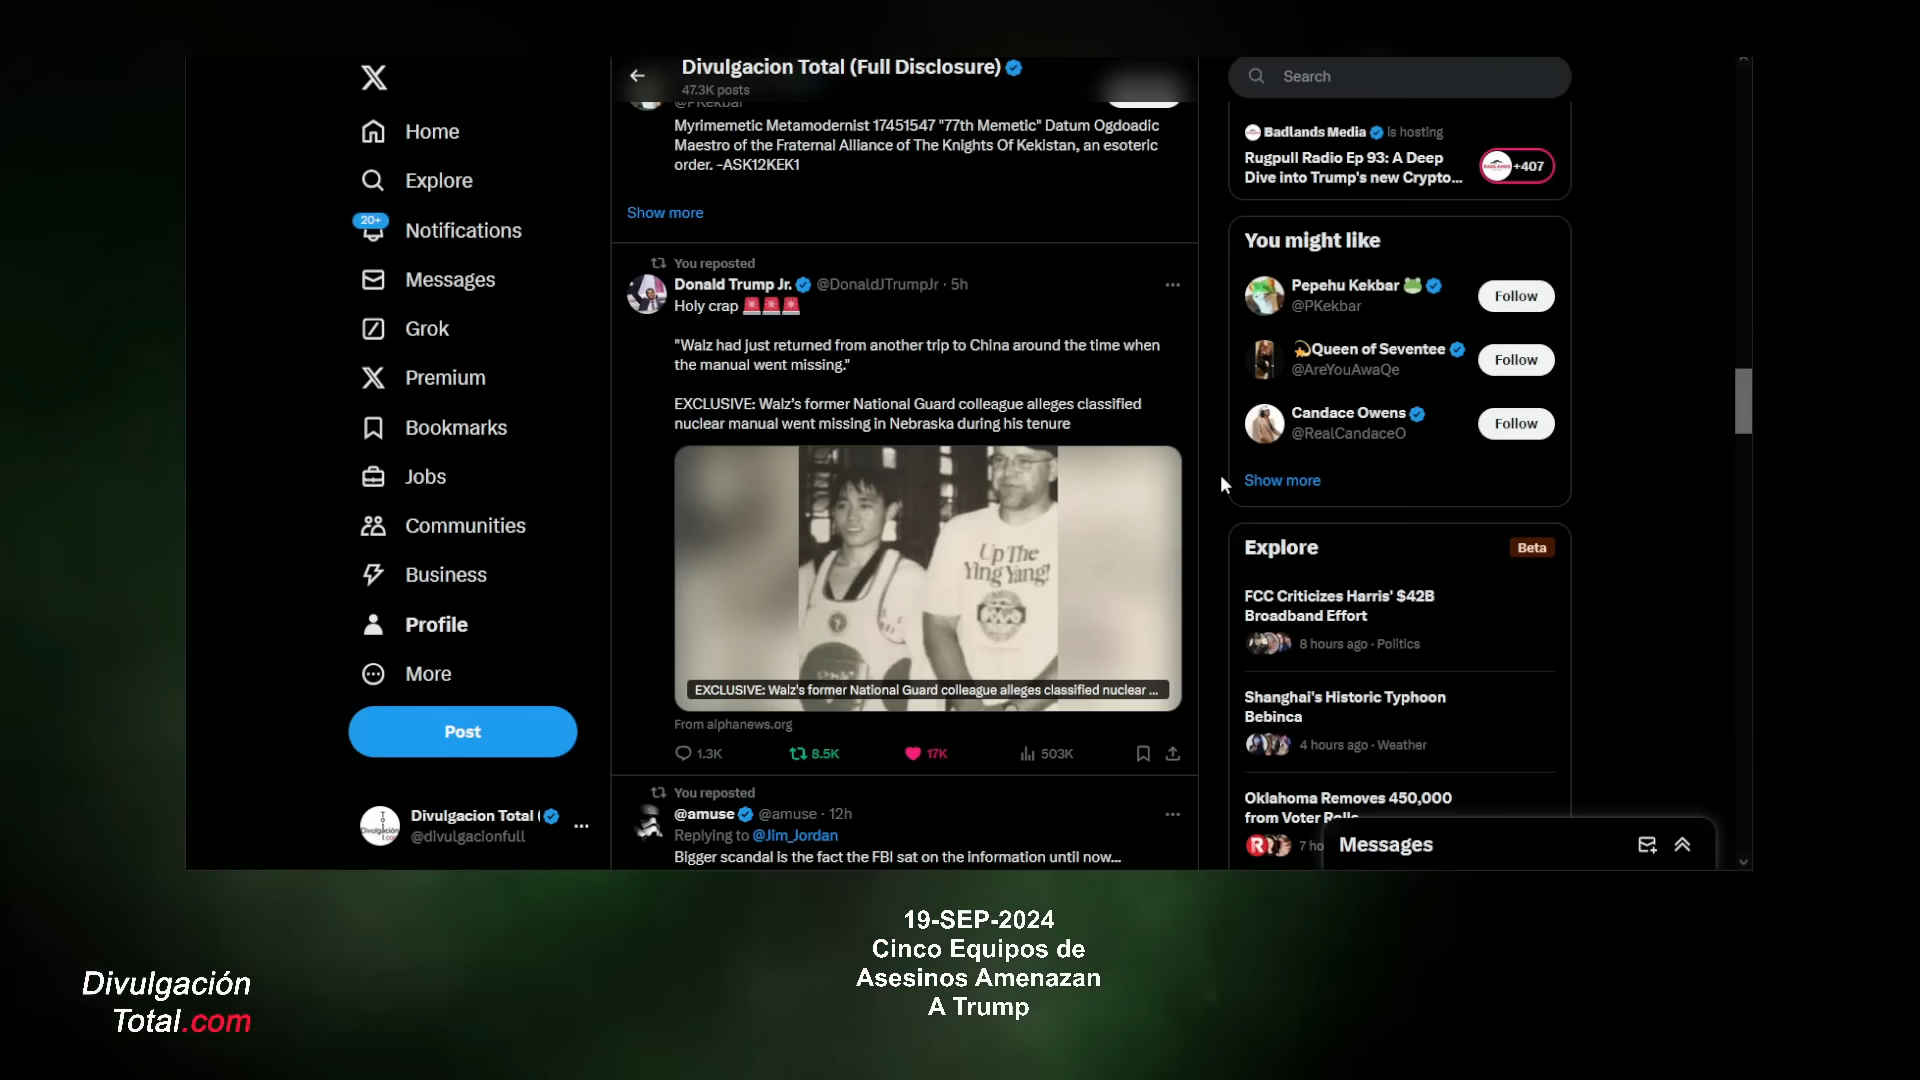 Home
Explore
20+
Notifications
Messages
Grok
Premium
Bookmarks
Jobs
Communities
Business
Profile
More
Post
Divulgacion Total (
@divulgacionfull
Divulgacion Total (Full Disclosure)
47.3K posts
@PKekbar
Myrimemetic Metamodernist 17451547 "77th Memetic" Datum Ogdoadic
Maestro of the Fraternal Alliance of The Knights Of Kekistan, an esoteric
order. -ASK12KEK1
Show more
You reposted
Donald Trump Jr. @DonaldJTrumpJr · 5h
Holy crap 🚨🚨🚨
"Walz had just returned from another trip to China around the time when
the manual went missing."
EXCLUSIVE: Walz's former National Guard colleague alleges classified
nuclear manual went missing in Nebraska during his tenure
Up The
Ying Yang!
EXCLUSIVE: Walz's former National Guard colleague alleges classified nuclear ...
From alphanews.org
1.3K 8.5K 17K 503K
You reposted
@amuse @amuse · 12h
Replying to @Jim_Jordan
Bigger scandal is the fact the FBI sat on the information until now...
Search
Badlands Media is hosting
Rugpull Radio Ep 93: A Deep
Dive into Trump's new Crypto...
+407
You might like
Pepehu Kekbar 🐸
@PKekbar
Follow
💫Queen of Seventee
@AreYouAwaQe
Follow
Candace Owens
@RealCandaceO
Follow
Show more
Explore
Beta
FCC Criticizes Harris' $42B
Broadband Effort
8 hours ago · Politics
Shanghai's Historic Typhoon
Bebinca
4 hours ago · Weather
Oklahoma Removes 450,000
from Voter Rolls
7 ho
Messages
19-SEP-2024
Cinco Equipos de
Asesinos Amenazan
A Trump
Divulgación
Total.com